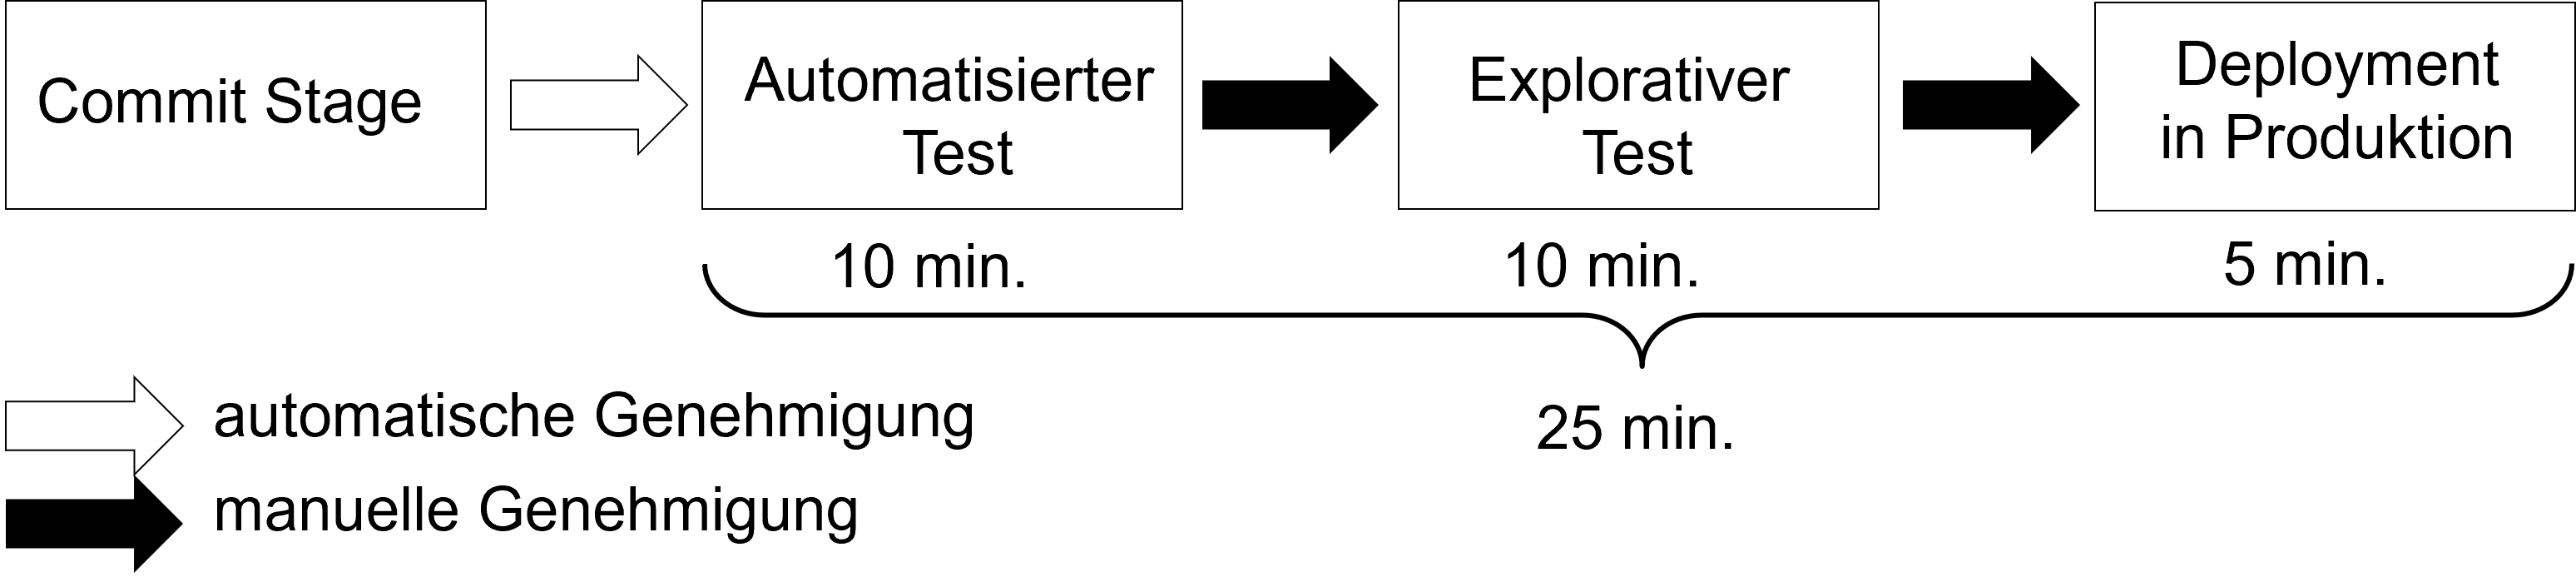 Commit Stage
Automatisierter
Test
Explorativer
Test
Deployment
in Produktion
10 min.
10 min.
5 min.
25 min.
automatische Genehmigung
manuelle Genehmigung